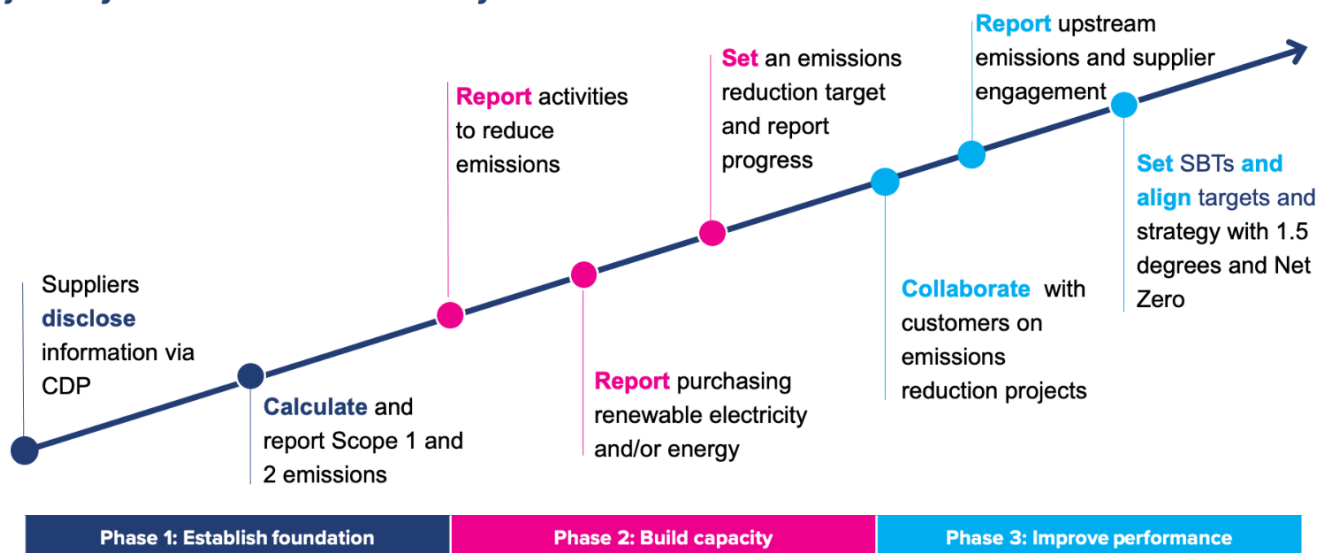 Suppliers
disclose
information via
CDP
Calculate and
report Scope 1 and
2 emissions
Report activities
to reduce
emissions
Report purchasing
renewable electricity
and/or energy
Set an emissions
reduction target
and report
progress
Collaborate with
customers on
emissions
reduction projects
Report upstream
emissions and supplier
engagement
Set SBTs and
align targets and
strategy with 1.5
degrees and Net
Zero
Phase 1: Establish foundation
Phase 2: Build capacity
Phase 3: Improve performance